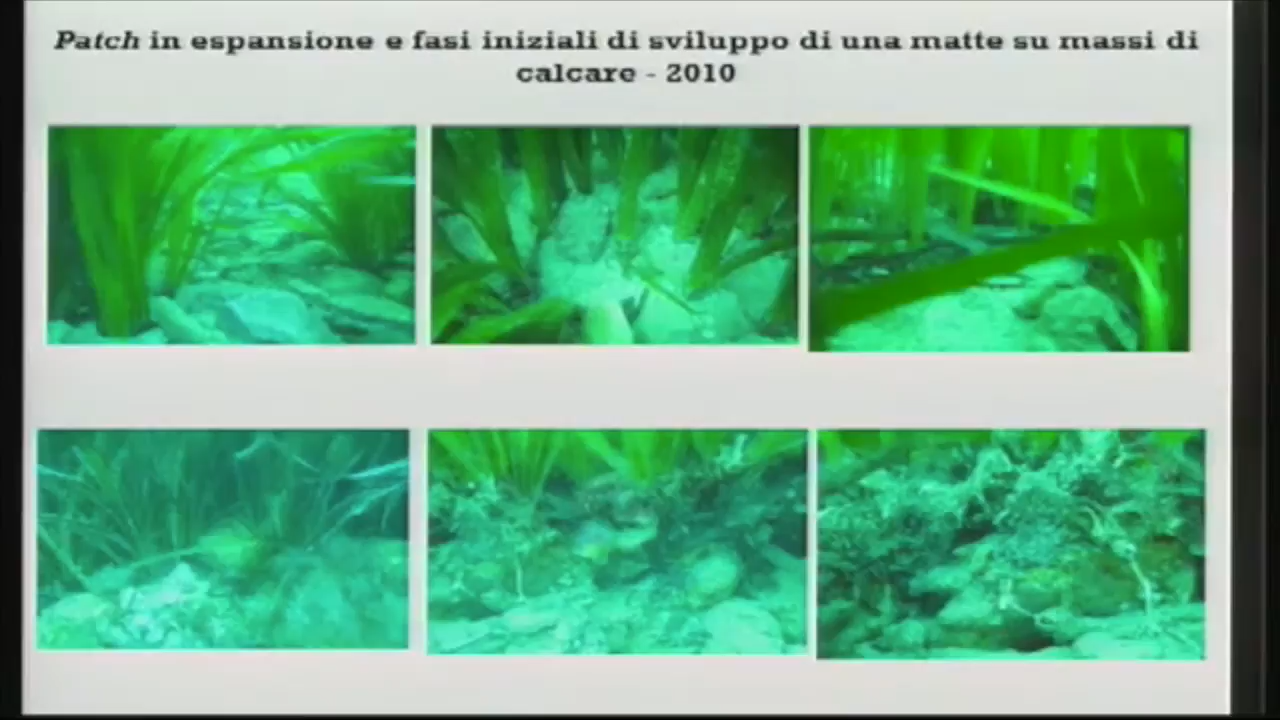 Patch in espansione e fasi iniziali di sviluppo di una matte su massi di
calcare - 2010